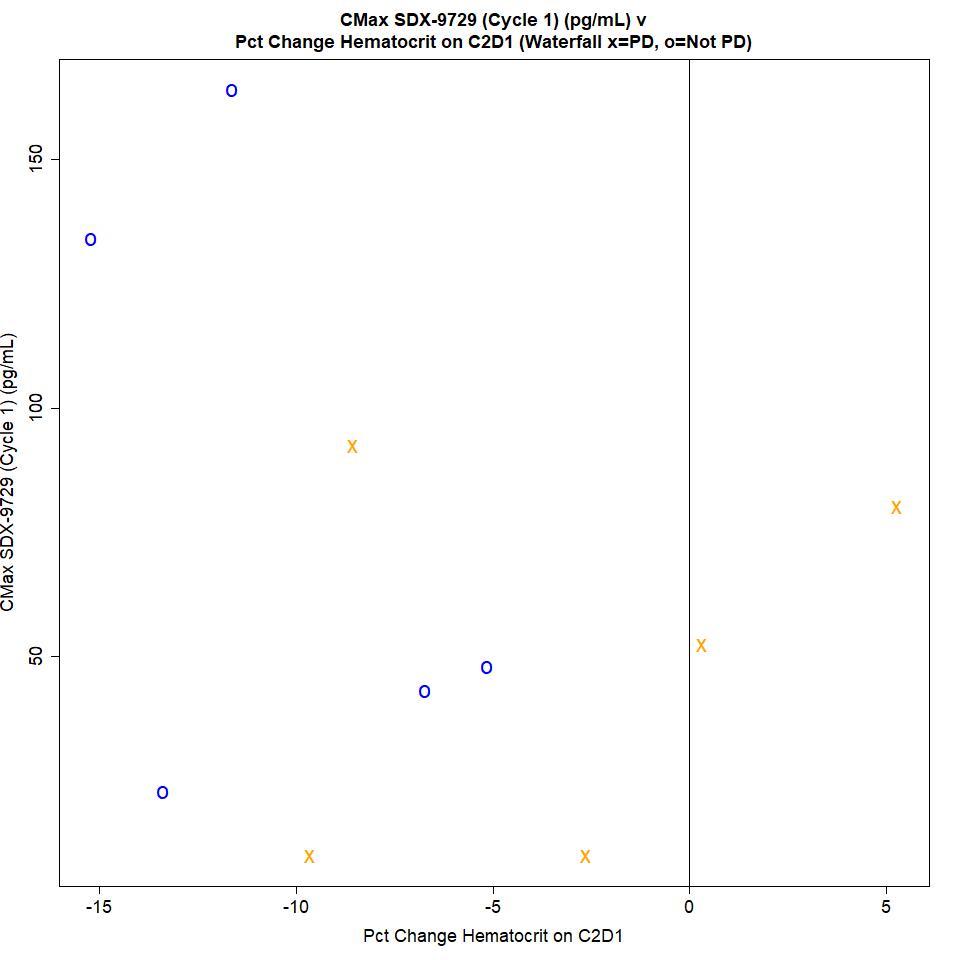 CMax SDX-9729 (Cycle 1) (pg/mL) v
Pct Change Hematocrit on C2D1 (Waterfall x=PD, o=Not PD)
CMax SDX-9729 (Cycle 1) (pg/mL)
150
100
50
O
O
X
X
X
O
O
O
X
X
-15
-10
-5
0
5
Pct Change Hematocrit on C2D1